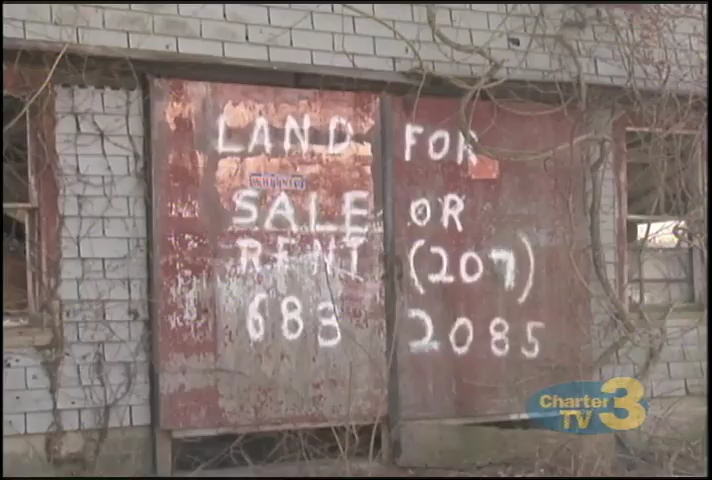 LAND FOR
SALE OR
RENT (207)
683 2085
Charter
TV 3